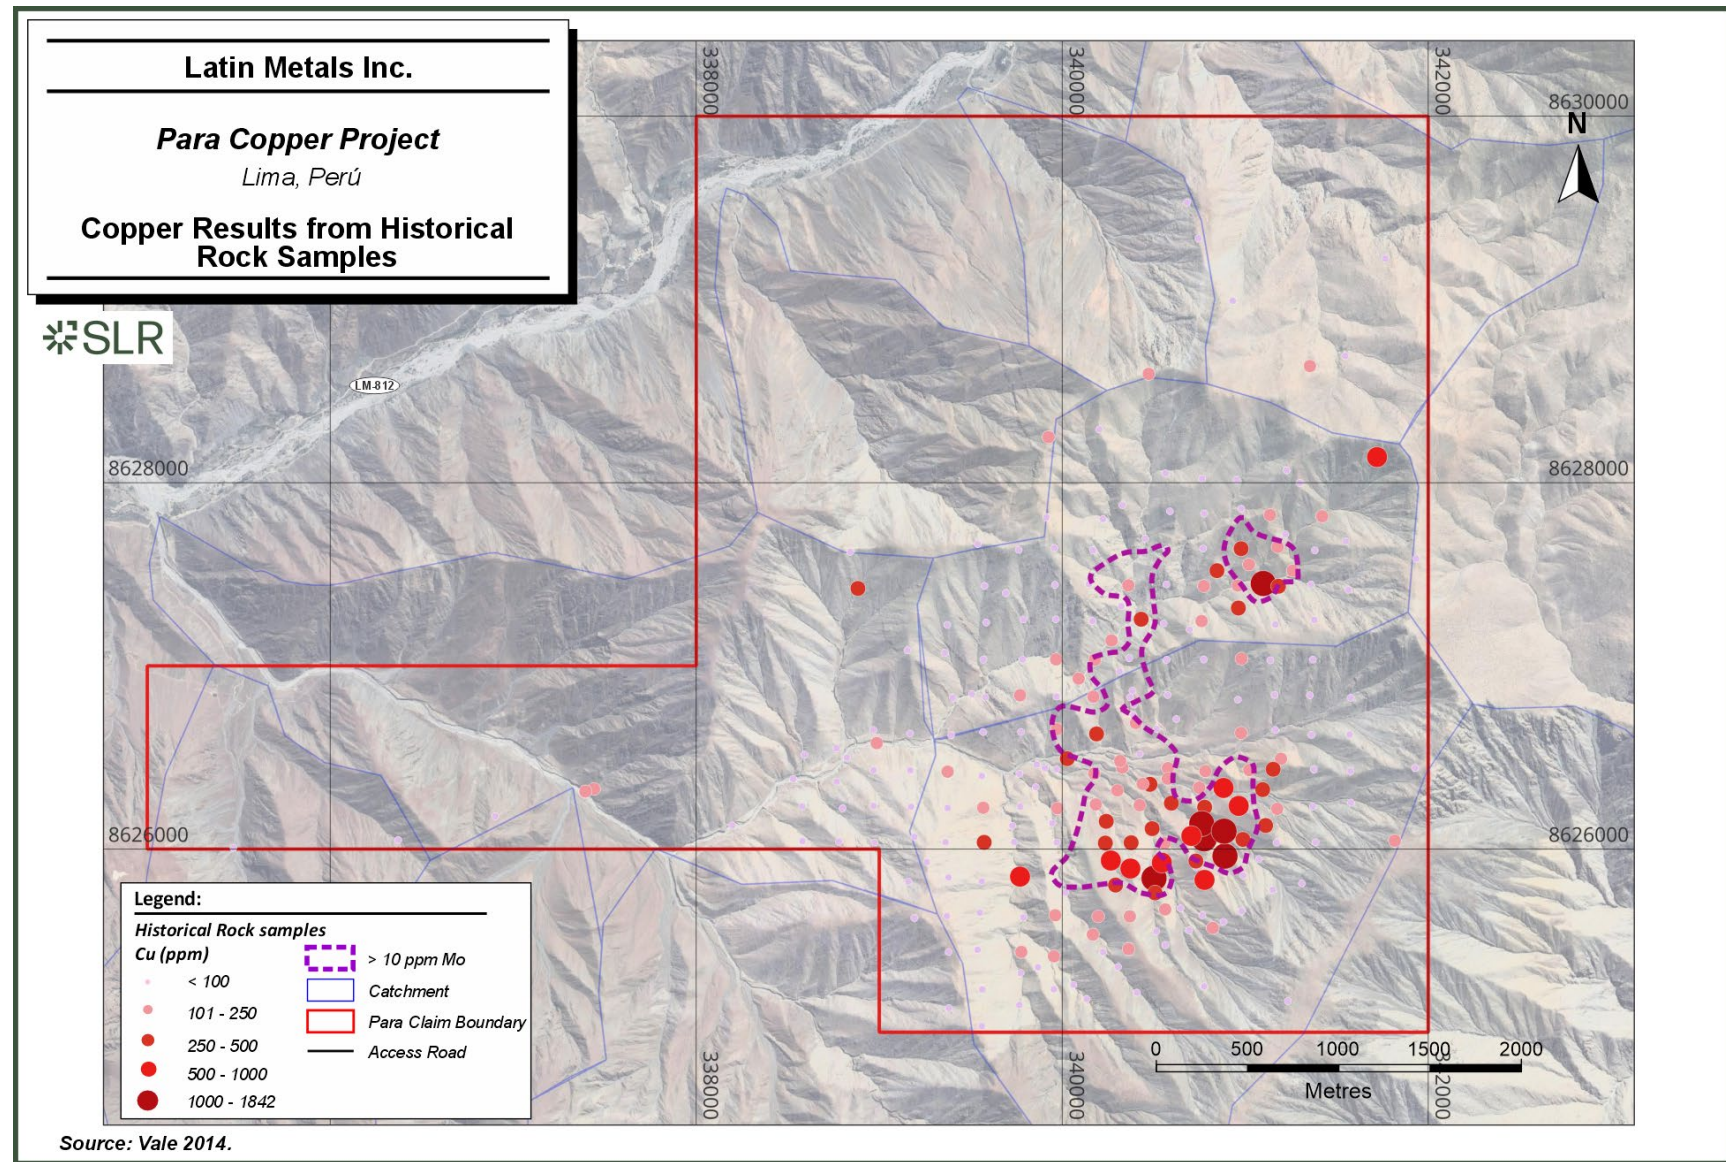 Latin Metals Inc.
Para Copper Project
Lima, Perú
Copper Results from Historical
Rock Samples
SLR
338000
340000
342000
8630000
N
LM-812
8628000
8628000
8626000
8626000
Legend:
Historical Rock samples
Cu (ppm)
< 100
101 - 250
250 - 500
500 - 1000
1000 - 1842
> 10 ppm Mo
Catchment
Para Claim Boundary
Access Road
338000
340000
342000
0 500 1000 1500 2000
Metres
Source: Vale 2014.